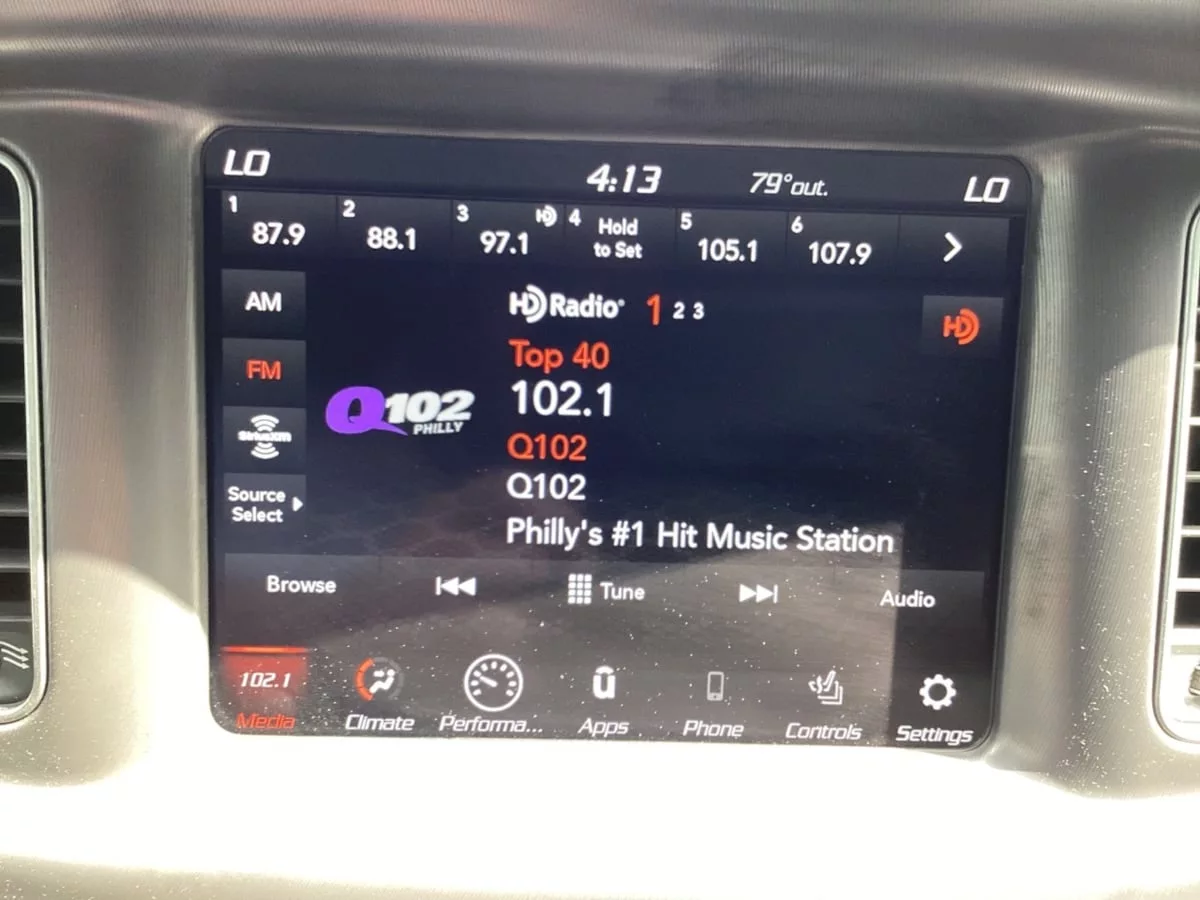 LO 4:13 79°out. LO
1 87.9 2 88.1 3 97.1 HD 4 Hold to Set 5 105.1 6 107.9
AM
FM
SiriusXM
Source
Select
HD Radio® 1 2 3
HD
Top 40
102.1
Q102
PHILLY
Q102
Q102
Philly's #1 Hit Music Station
Browse Tune Audio
102.1
Media Climate Performa... Apps Phone Controls Settings